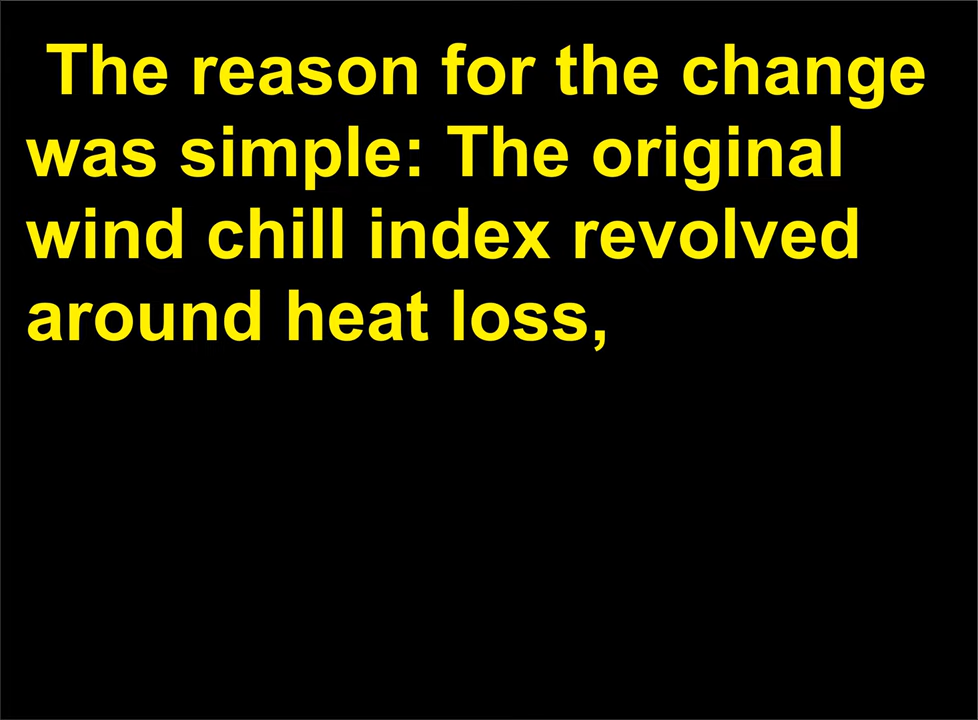 The reason for the change
was simple: The original
wind chill index revolved
around heat loss,